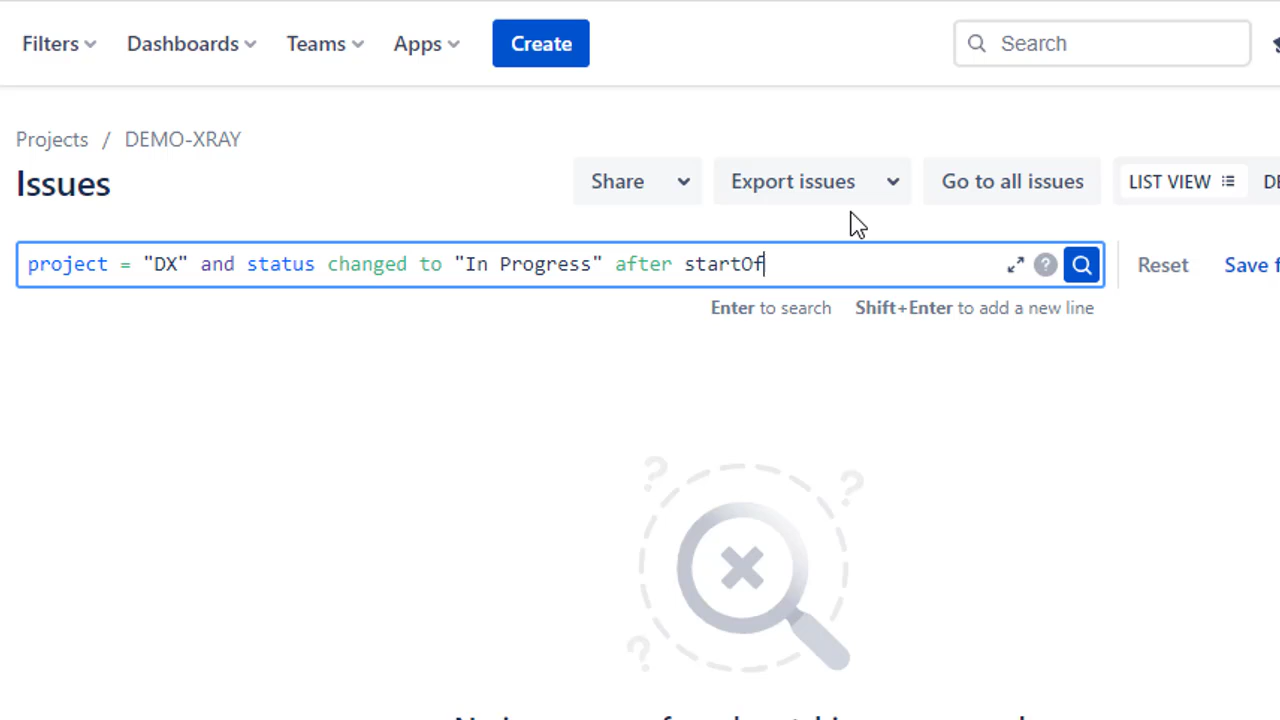 Filters Dashboards Teams Apps Create Search
Projects / DEMO-XRAY
Issues Share Export issues Go to all issues LIST VIEW
project = "DX" and status changed to "In Progress" after startOf ? Reset Save
Enter to search Shift+Enter to add a new line
? ?
?